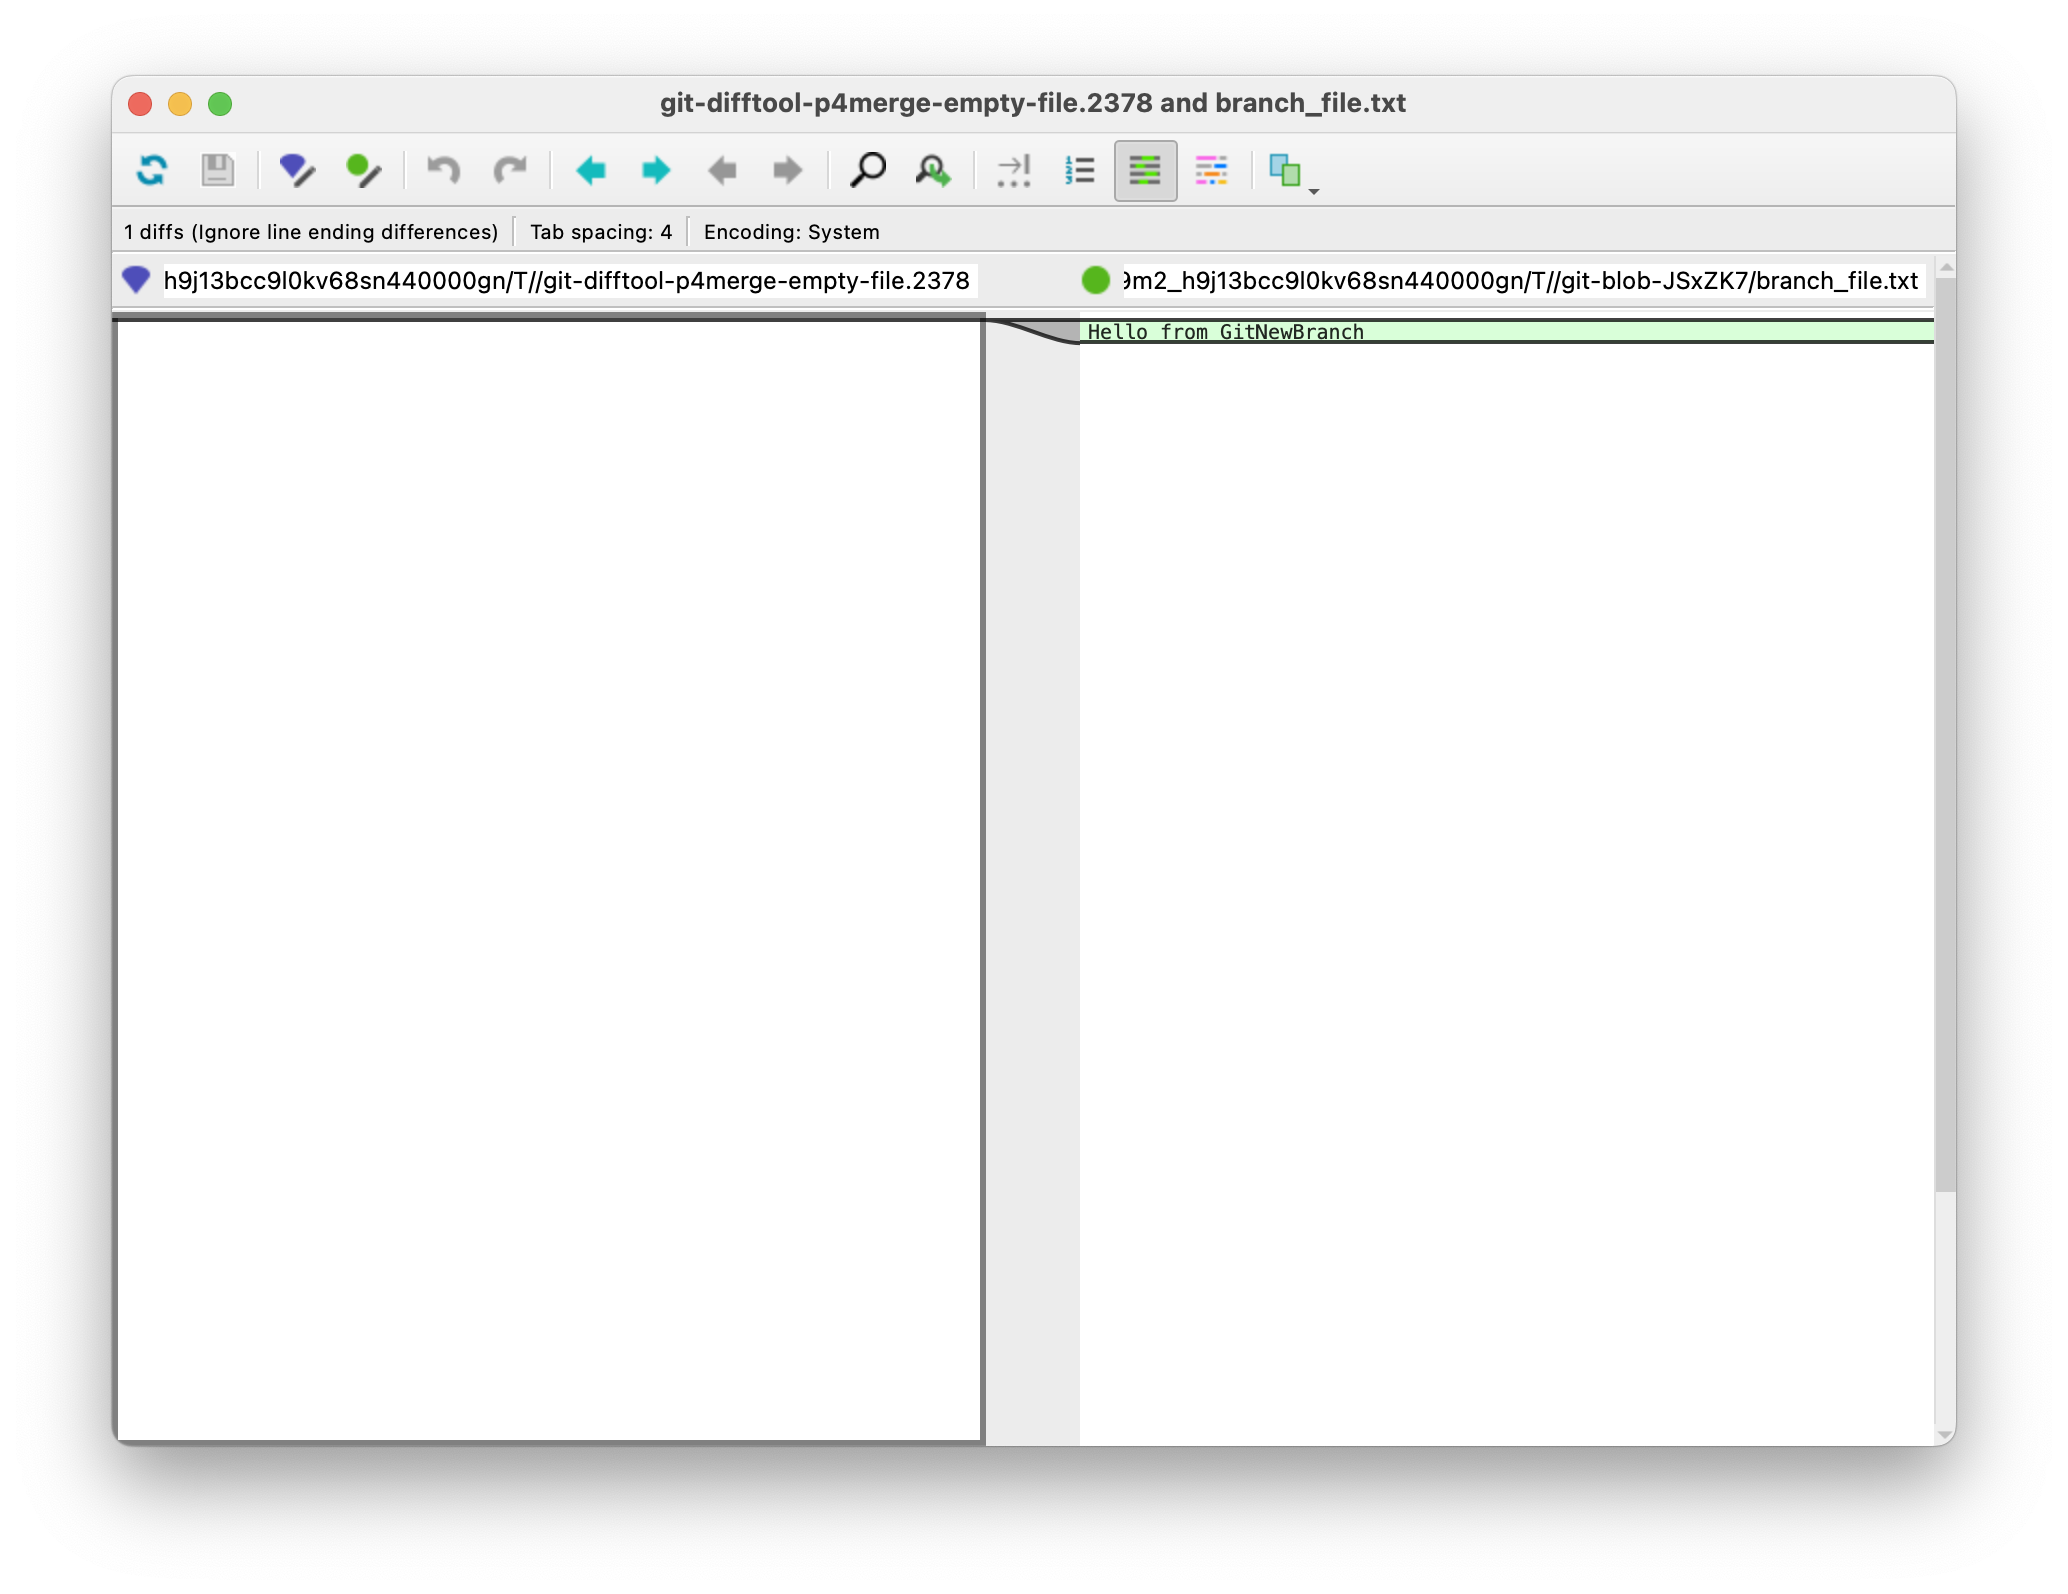 git-difftool-p4merge-empty-file.2378 and branch_file.txt
1 diffs (Ignore line ending differences) Tab spacing: 4 Encoding: System
h9j13bcc9l0kv68sn440000gn/T//git-difftool-p4merge-empty-file.2378
9m2_h9j13bcc9l0kv68sn440000gn/T//git-blob-JSxZK7/branch_file.txt
Hello from GitNewBranch